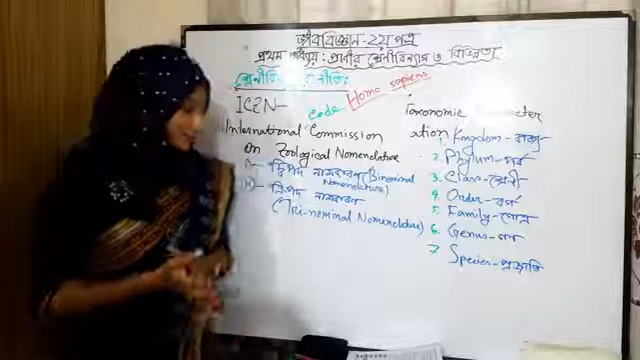 জীববিজ্ঞান-২য় পত্র
প্রথম অধ্যায়: প্রাণীর শ্রেণীবিন্যাস ও বিভিন্নতা
Homo sapiens
Code
ICZN-
International Commission
On Zoological Nomenclature
দ্বিপদ নামকরণ (Binominal Nomenclature)
ত্রিপদ নামকরণ
(Tri-nominal Nomenclature)
Taxonomic
1. Kingdom-রাজ্য
2. Phylum-পর্ব
3. Class-শ্রেণী
4. Order-বর্গ
5. Family-গোত্র
6. Genus-গণ
7. Species-প্রজাতি